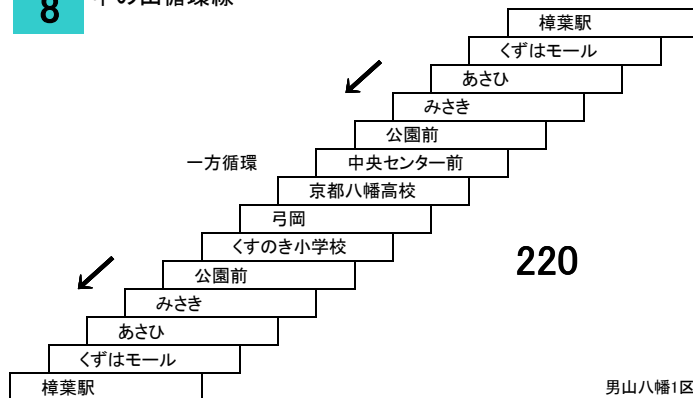 8
樟葉駅
くずはモール
あさひ
みさき
公園前
一方循環
中央センター前
京都八幡高校
弓岡
くすのき小学校
220
公園前
みさき
あさひ
くずはモール
樟葉駅
男山八幡1区